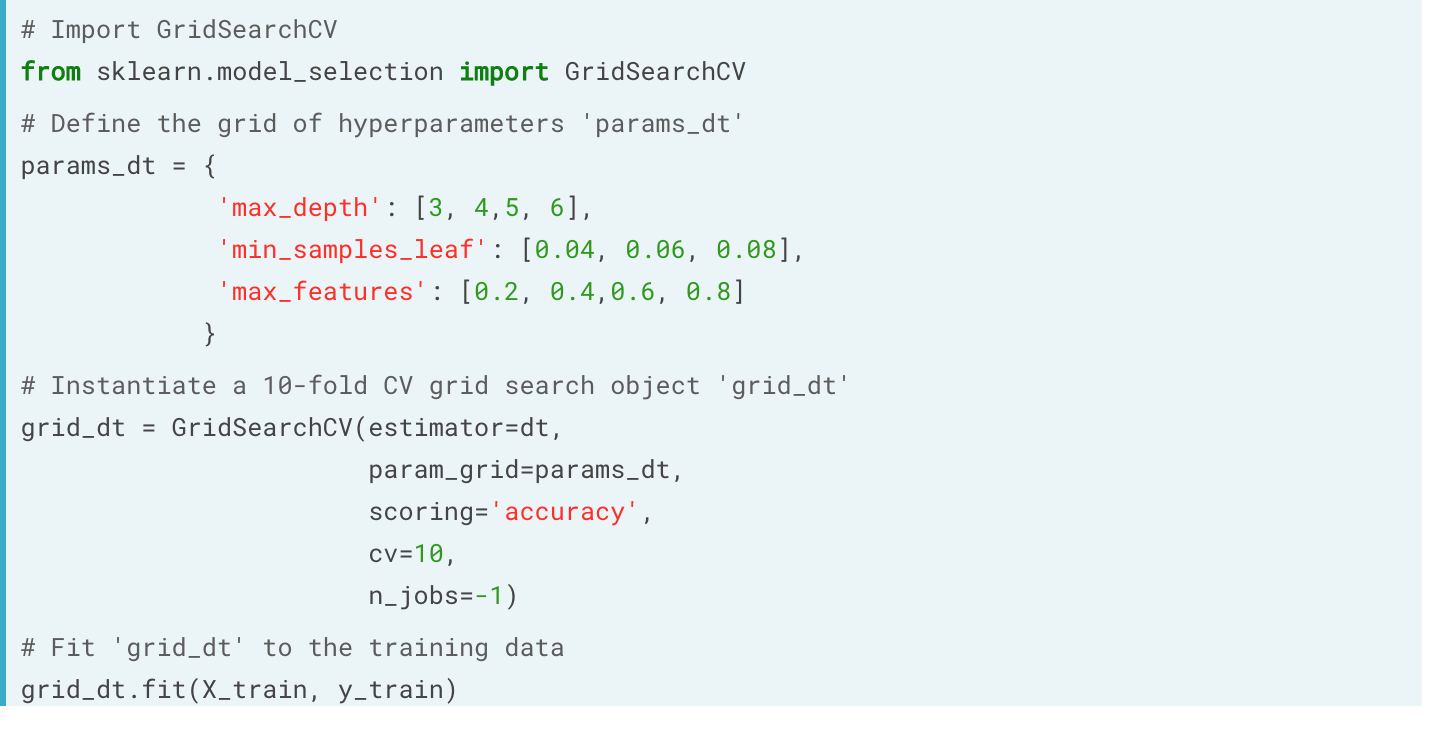 # Import GridSearchCV
from sklearn.model_selection import GridSearchCV
# Define the grid of hyperparameters 'params_dt'
params_dt = {
             'max_depth': [3, 4,5, 6],
             'min_samples_leaf': [0.04, 0.06, 0.08],
             'max_features': [0.2, 0.4,0.6, 0.8]
            }
# Instantiate a 10-fold CV grid search object 'grid_dt'
grid_dt = GridSearchCV(estimator=dt,
                       param_grid=params_dt,
                       scoring='accuracy',
                       cv=10,
                       n_jobs=-1)
# Fit 'grid_dt' to the training data
grid_dt.fit(X_train, y_train)